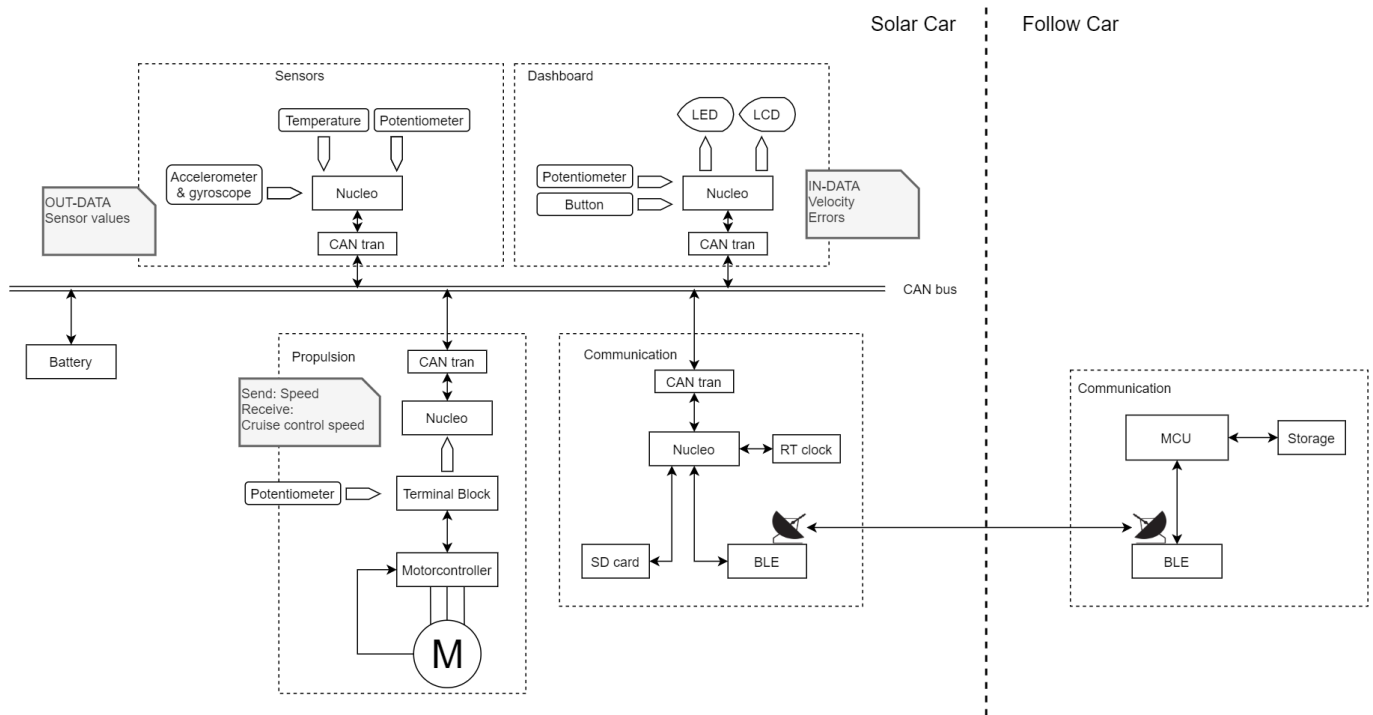 Solar Car
Follow Car
Sensors
Temperature
Potentiometer
Accelerometer
& gyroscope
Nucleo
CAN tran
OUT-DATA
Sensor values
Dashboard
LED
LCD
Potentiometer
Button
Nucleo
CAN tran
IN-DATA
Velocity
Errors
CAN bus
Battery
Propulsion
CAN tran
Send: Speed
Receive:
Cruise control speed
Nucleo
Potentiometer
Terminal Block
Motorcontroller
M
Communication
CAN tran
Nucleo
RT clock
SD card
BLE
Communication
MCU
Storage
BLE